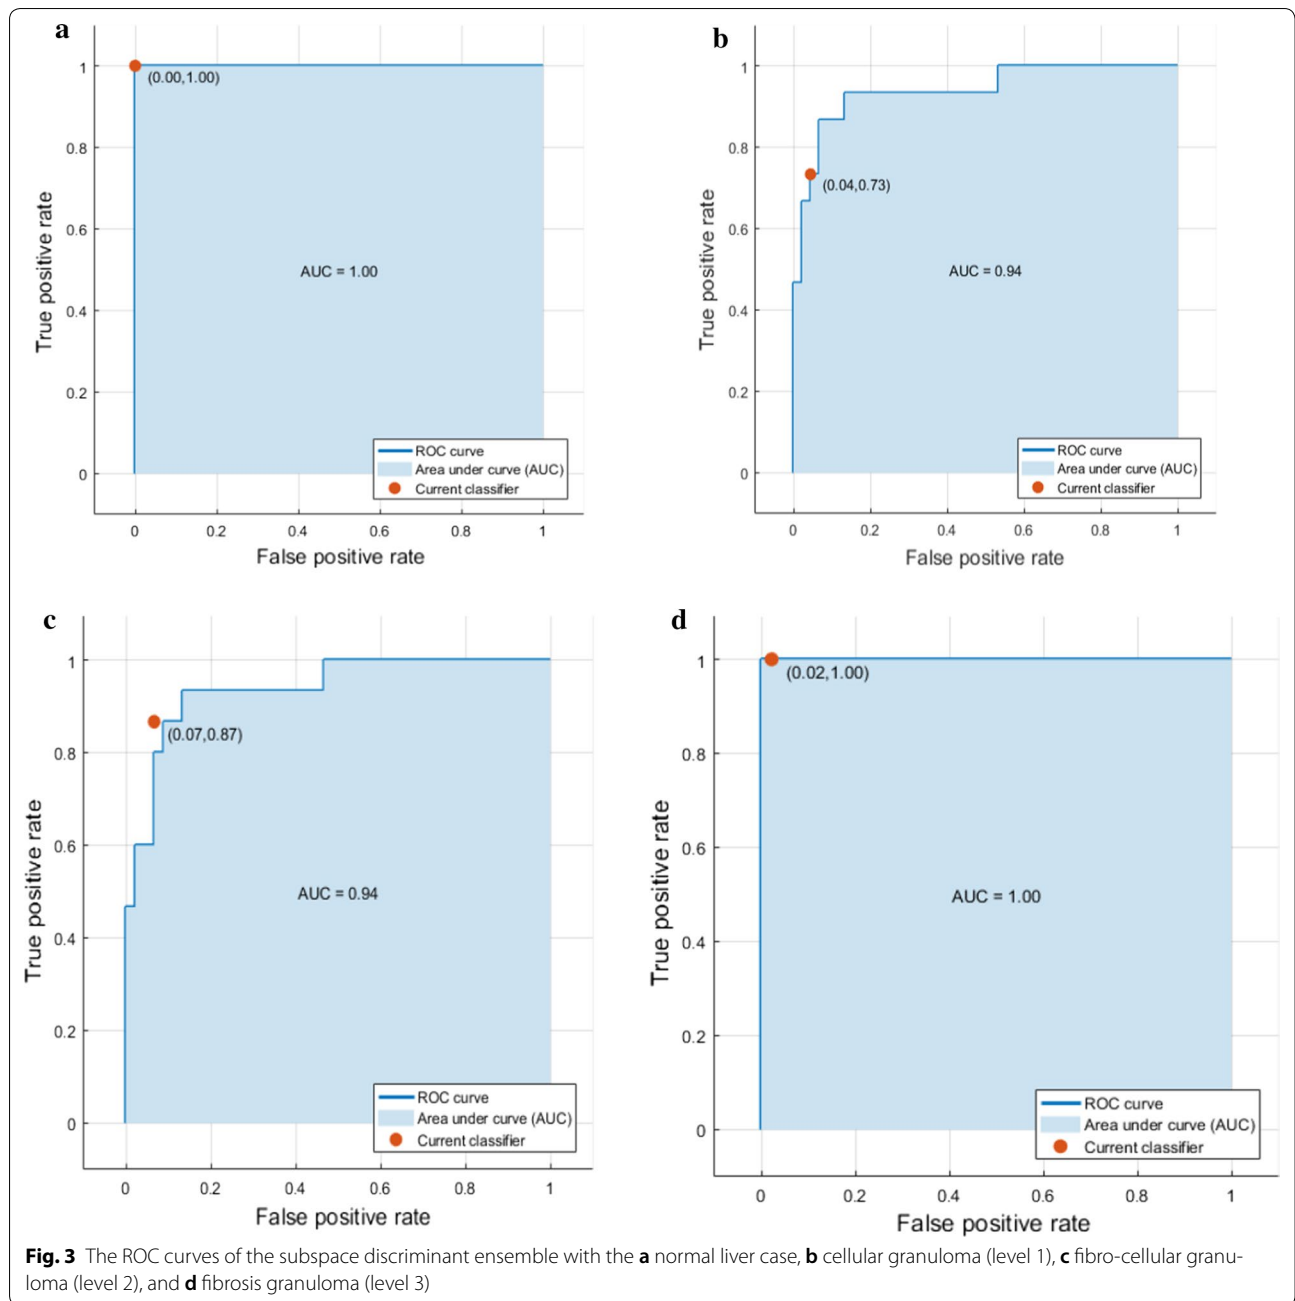 a
1
0.8
0.6
0.4
0.2
0
True positive rate
(0.00,1.00)
AUC = 1.00
ROC curve
Area under curve (AUC)
Current classifier
0 0.2 0.4 0.6 0.8 1
False positive rate
b
1
0.8
0.6
0.4
0.2
0
True positive rate
(0.04,0.73)
AUC = 0.94
ROC curve
Area under curve (AUC)
Current classifier
0 0.2 0.4 0.6 0.8 1
False positive rate
c
1
0.8
0.6
0.4
0.2
0
True positive rate
(0.07,0.87)
AUC = 0.94
ROC curve
Area under curve (AUC)
Current classifier
0 0.2 0.4 0.6 0.8 1
False positive rate
d
1
0.8
0.6
0.4
0.2
0
True positive rate
(0.02,1.00)
AUC = 1.00
ROC curve
Area under curve (AUC)
Current classifier
0 0.2 0.4 0.6 0.8 1
False positive rate
Fig. 3 The ROC curves of the subspace discriminant ensemble with the a normal liver case, b cellular granuloma (level 1), c fibro-cellular granu-
loma (level 2), and d fibrosis granuloma (level 3)